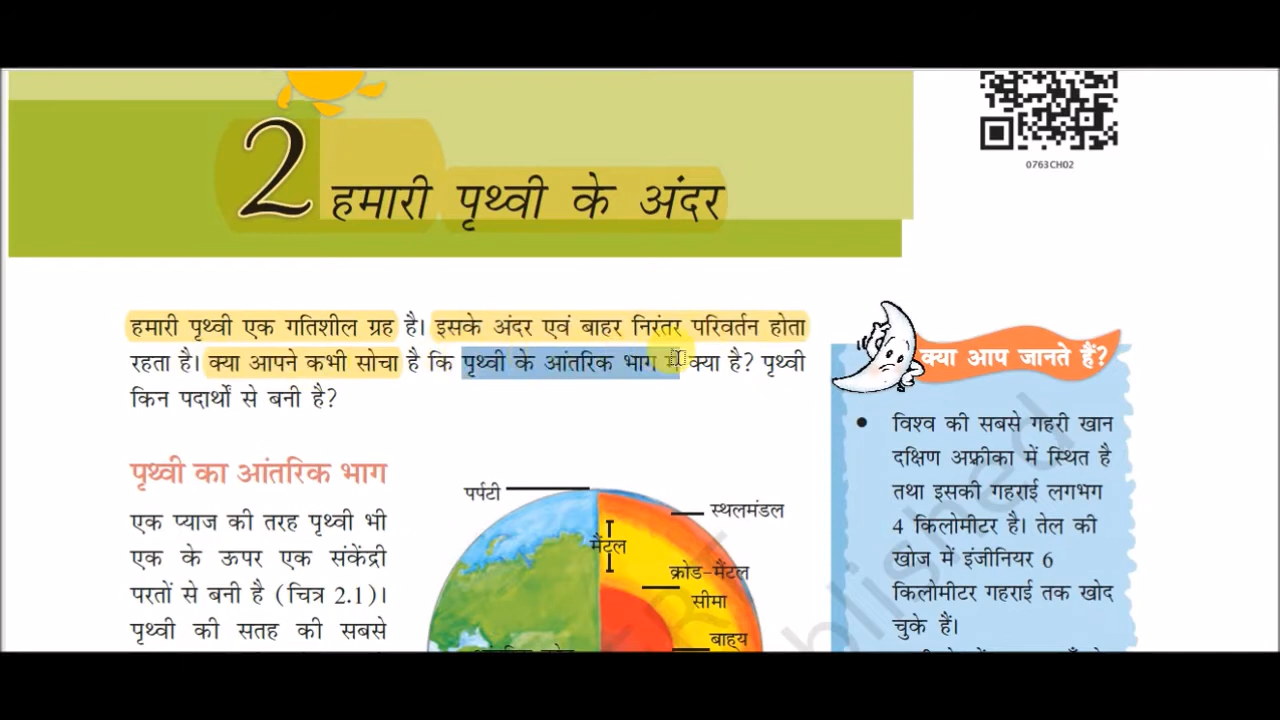 0763CH02
2 हमारी पृथ्वी के अंदर
हमारी पृथ्वी एक गतिशील ग्रह है। इसके अंदर एवं बाहर निरंतर परिवर्तन होता
रहता है। क्या आपने कभी सोचा है कि पृथ्वी के आंतरिक भाग में क्या है? पृथ्वी
किन पदार्थों से बनी है?
पृथ्वी का आंतरिक भाग
एक प्याज की तरह पृथ्वी भी
एक के ऊपर एक संकेंद्री
परतों से बनी है (चित्र 2.1)।
पृथ्वी की सतह की सबसे
पर्पटी
स्थलमंडल
मैंटल
क्रोड-मैंटल
सीमा
बाह्य
क्या आप जानते हैं?
• विश्व की सबसे गहरी खान
दक्षिण अफ़्रीका में स्थित है
तथा इसकी गहराई लगभग
4 किलोमीटर है। तेल की
खोज में इंजीनियर 6
किलोमीटर गहराई तक खोद
चुके हैं।